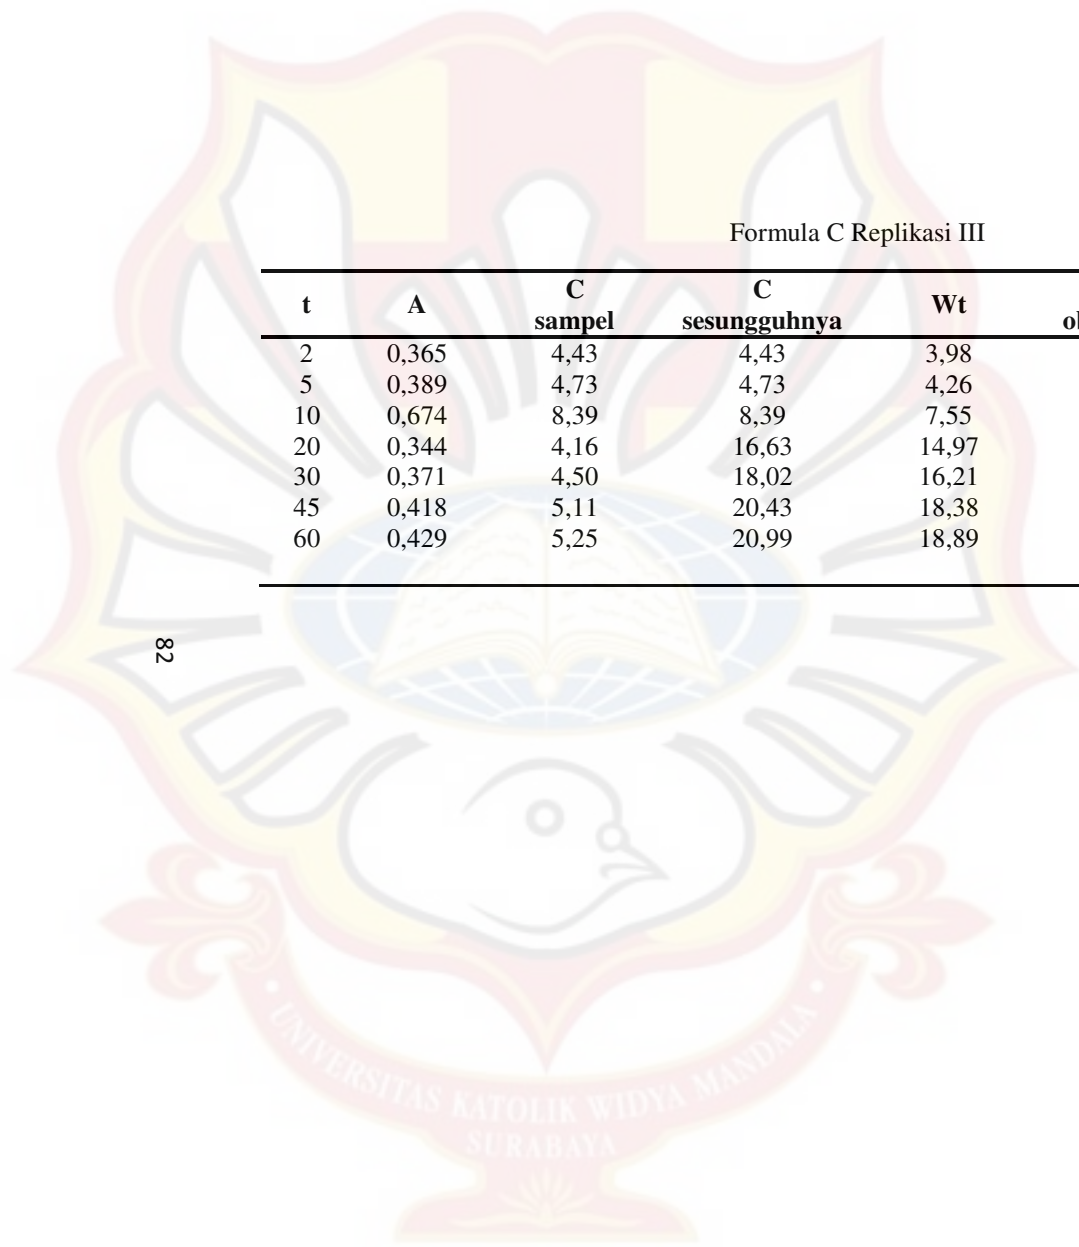 Formula C Replikasi III
t A C sampel C sesungguhnya Wt
2 0,365 4,43 4,43 3,98
5 0,389 4,73 4,73 4,26
10 0,674 8,39 8,39 7,55
20 0,344 4,16 16,63 14,97
30 0,371 4,50 18,02 16,21
45 0,418 5,11 20,43 18,38
60 0,429 5,25 20,99 18,89
82
UNIVERSITAS KATOLIK WIDYA MANDALA
SURABAYA